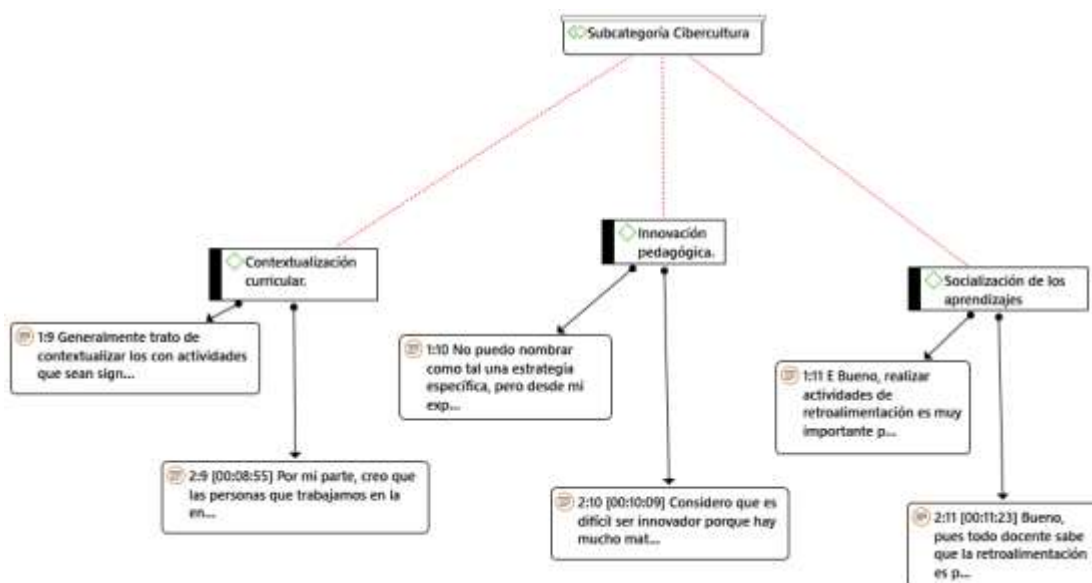 Subcategoría Cibercultura
Contextualización
curricular.
Innovación
pedagógica.
Socialización de los
aprendizajes
1:9 Generalmente trato de
contextualizar los con actividades
que sean sign...
1:10 No puedo nombrar
como tal una estrategia
específica, pero desde mi
exp...
1:11 E Bueno, realizar
actividades de
retroalimentación es muy
importante p...
2:9 [00:08:55] Por mi parte, creo que
las personas que trabajamos en la
en...
2:10 [00:10:09] Considero que es
difícil ser innovador porque hay
mucho mat...
2:11 [00:11:23] Bueno,
pues todo docente sabe
que la retroalimentación
es p...